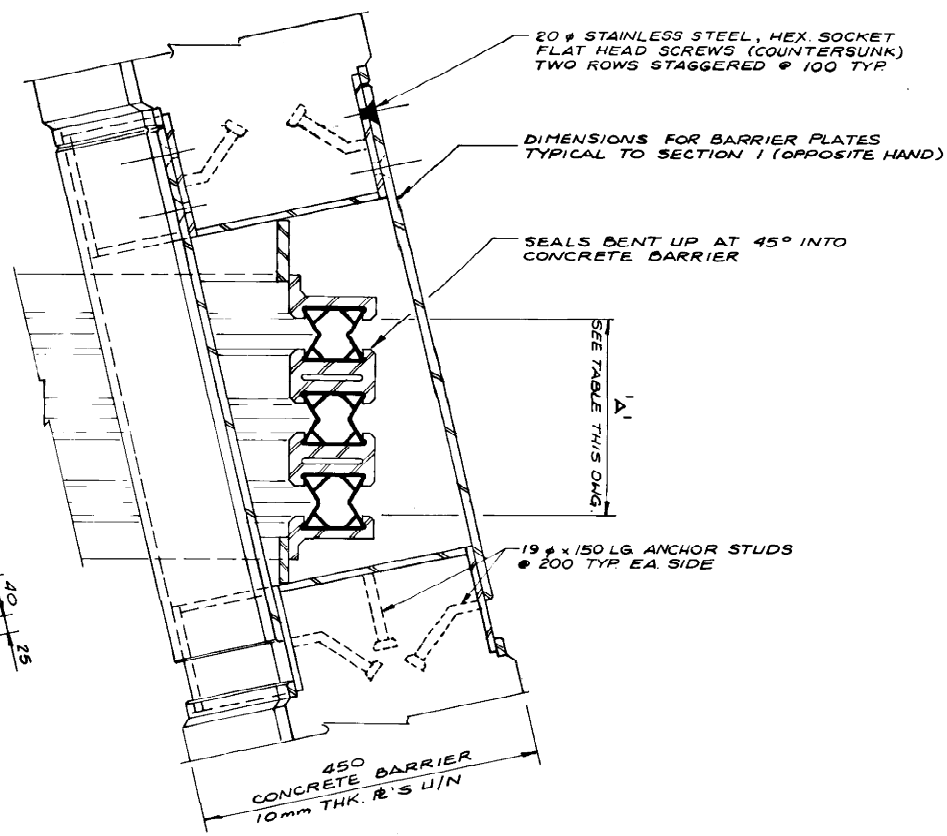 20 ⌀ STAINLESS STEEL, HEX. SOCKET
FLAT HEAD SCREWS (COUNTERSUNK)
TWO ROWS STAGGERED @ 100 TYP.
DIMENSIONS FOR BARRIER PLATES
TYPICAL TO SECTION 1 (OPPOSITE HAND)
SEALS BENT UP AT 45° INTO
CONCRETE BARRIER
'A'
SEE TABLE THIS DWG.
19 ⌀ x 150 LG. ANCHOR STUDS
@ 200 TYP. EA. SIDE
40
25
450
CONCRETE BARRIER
10mm THK. ⅊'S U/N